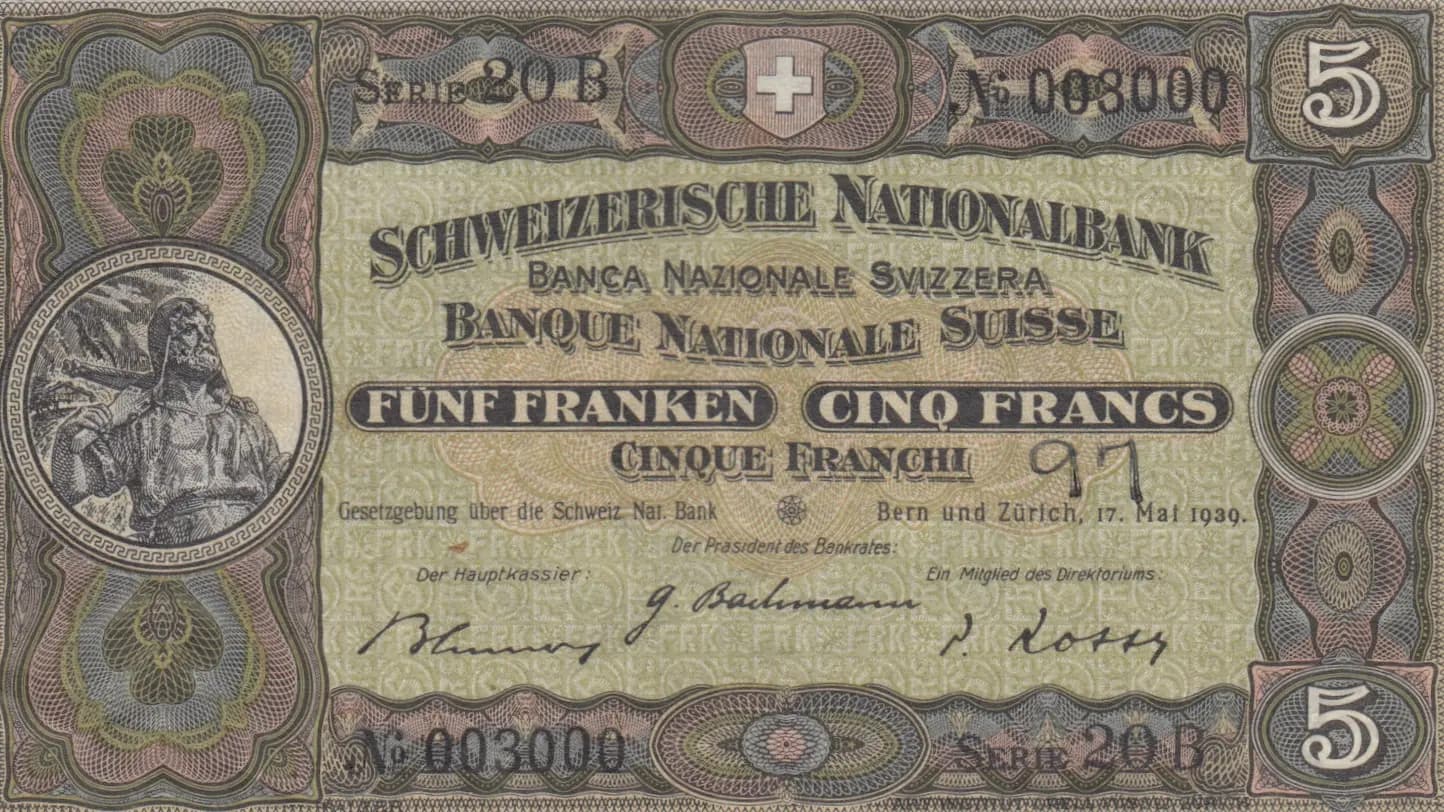 SERIE 20 B
No 003000
5
SCHWEIZERISCHE NATIONALBANK
BANCA NAZIONALE SVIZZERA
BANQUE NATIONALE SUISSE
FÜNF FRANKEN
CINQ FRANCS
CINQUE FRANCHI
97
Gesetzgebung über die Schweiz Nat. Bank
Bern und Zürich, 17. Mai 1939.
Der Präsident des Bankrates:
Der Hauptkassier:
Ein Mitglied des Direktoriums:
G. Bachmann
P. Rossy
No 003000
SERIE 20 B
5